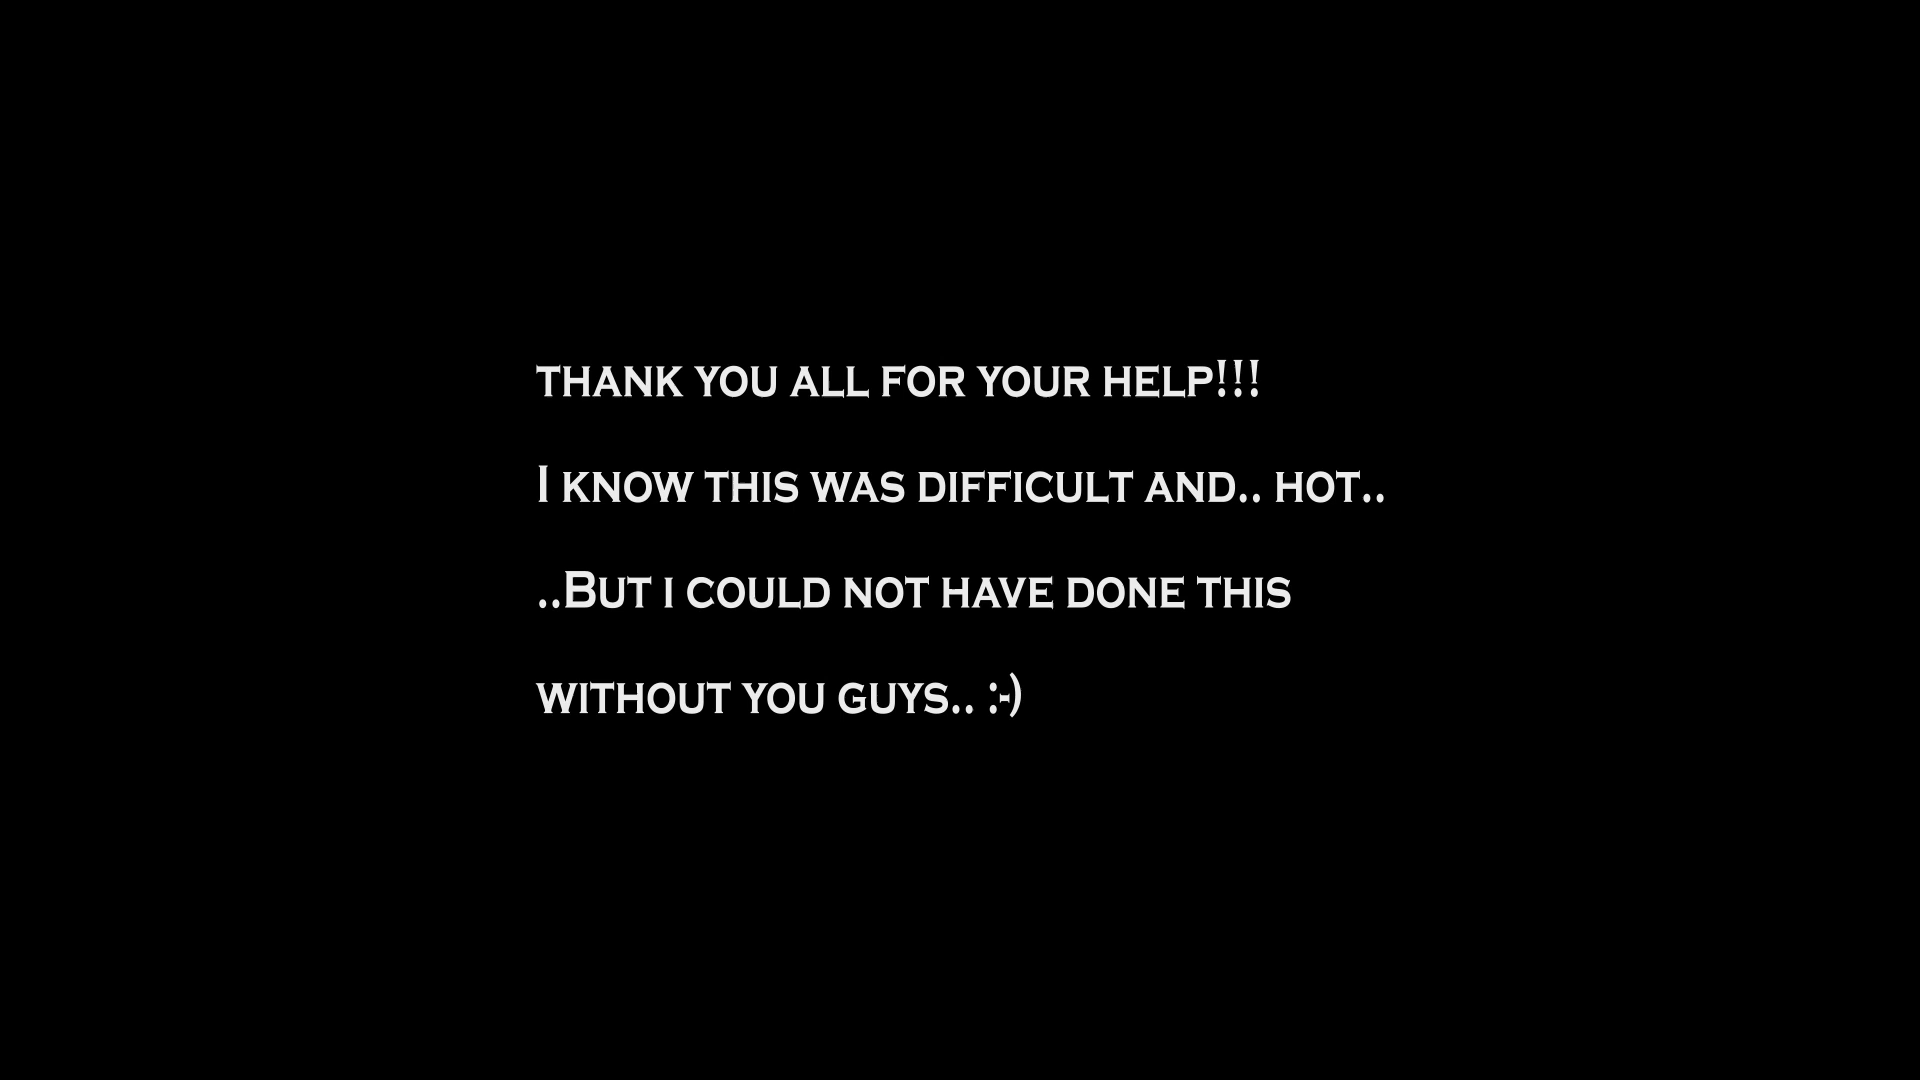 thank you all for your help!!!
I know this was difficult and.. hot..
..But i could not have done this
without you guys.. :-)